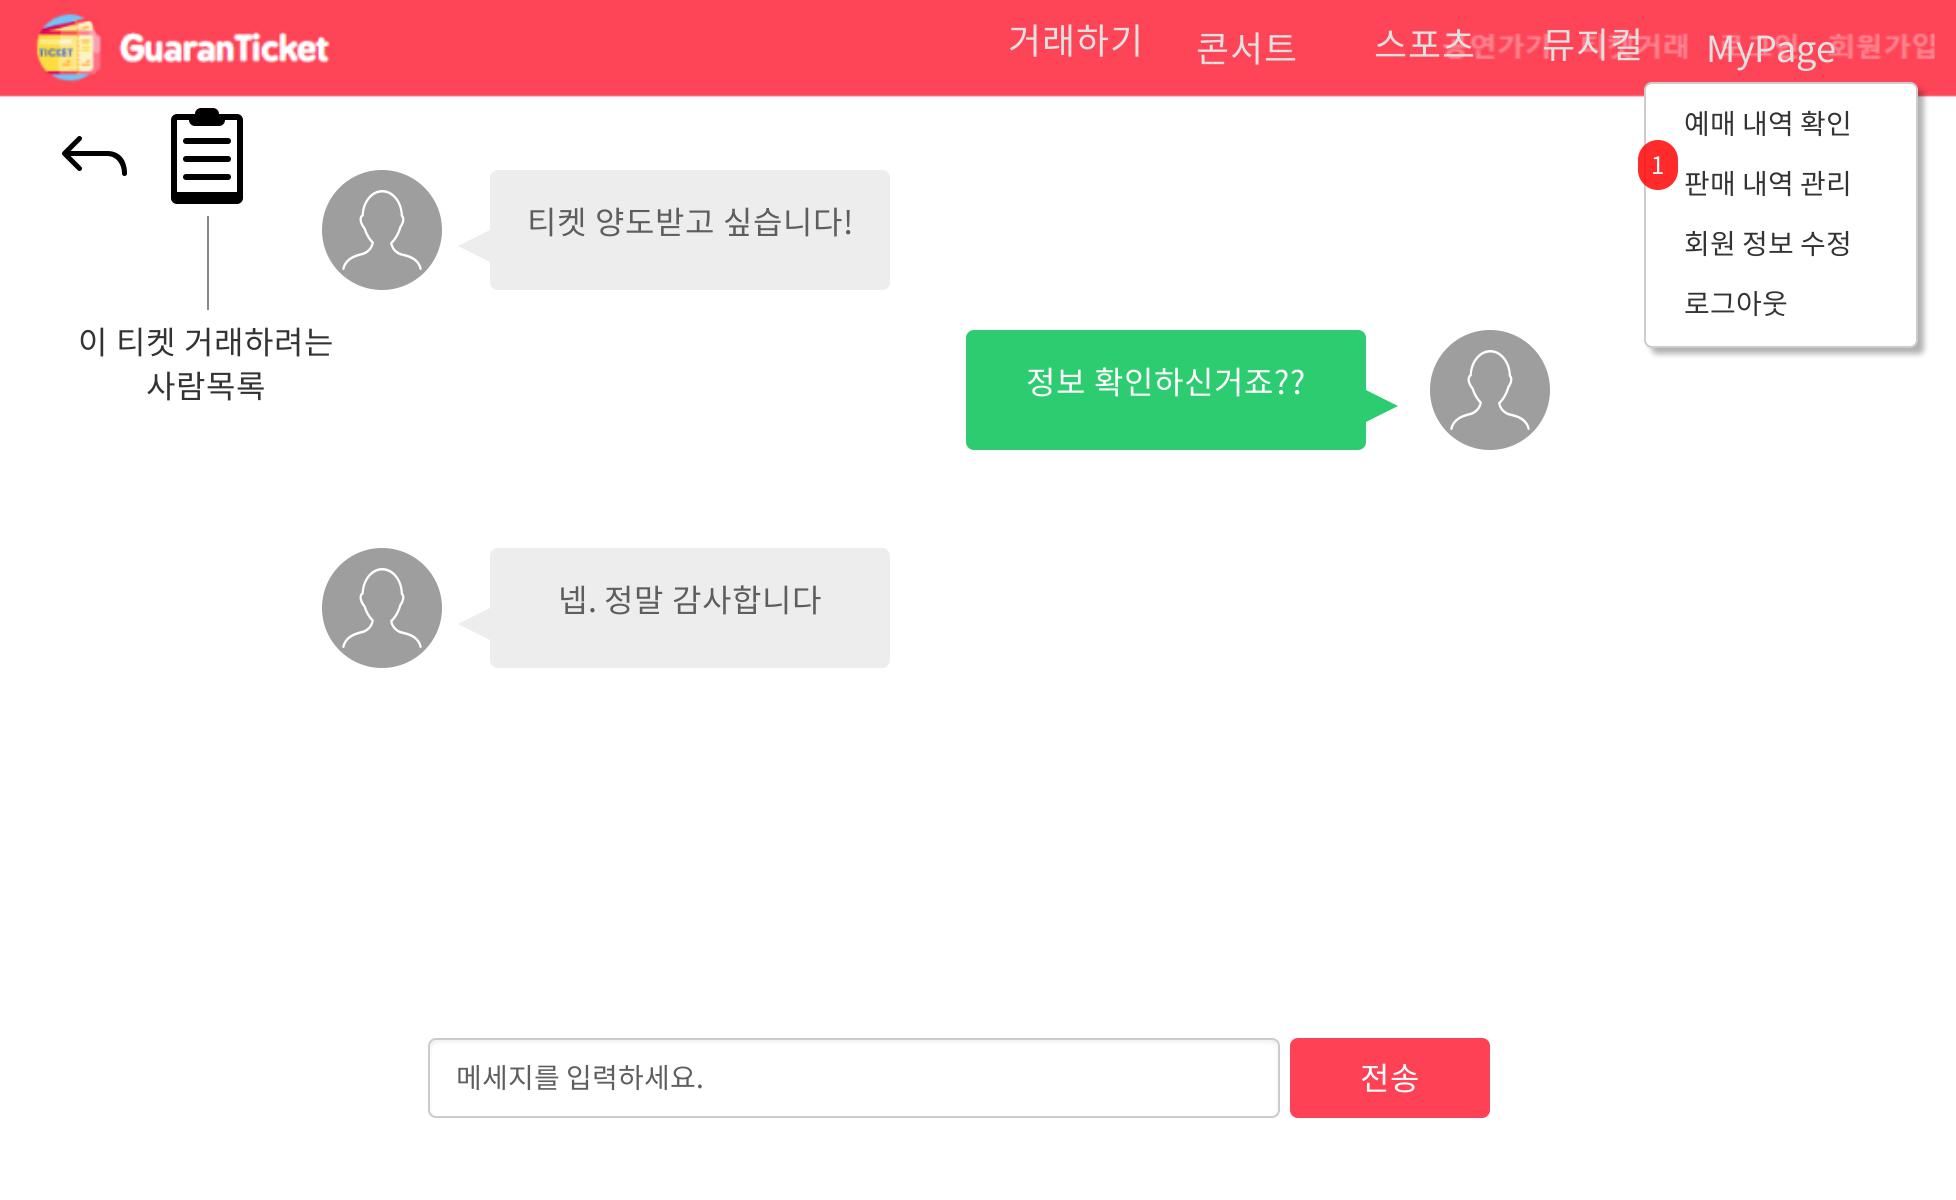 TICKET
GuaranTicket
거래하기
콘서트
스포츠
뮤지컬
MyPage
회원가입
예매 내역 확인
1
판매 내역 관리
회원 정보 수정
로그아웃
티켓 양도받고 싶습니다!
이 티켓 거래하려는
사람목록
정보 확인하신거죠??
넵. 정말 감사합니다
메세지를 입력하세요.
전송